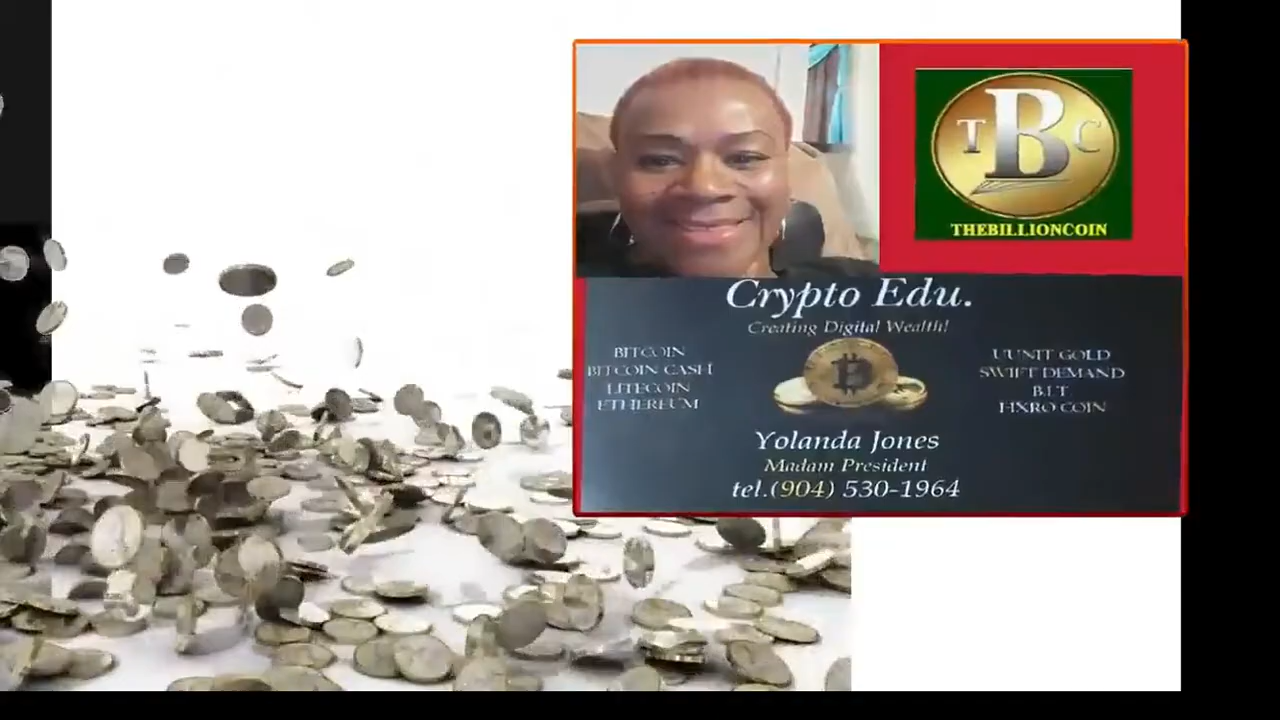 T B C
THEBILLIONCOIN
Crypto Edu.
Creating Digital Wealth!
BITCOIN
BITCOIN CASH
LITECOIN
ETHEREUM
UUNIT GOLD
SWIFT DEMAND
B.I.T
HXRO COIN
Yolanda Jones
Madam President
tel.(904) 530-1964